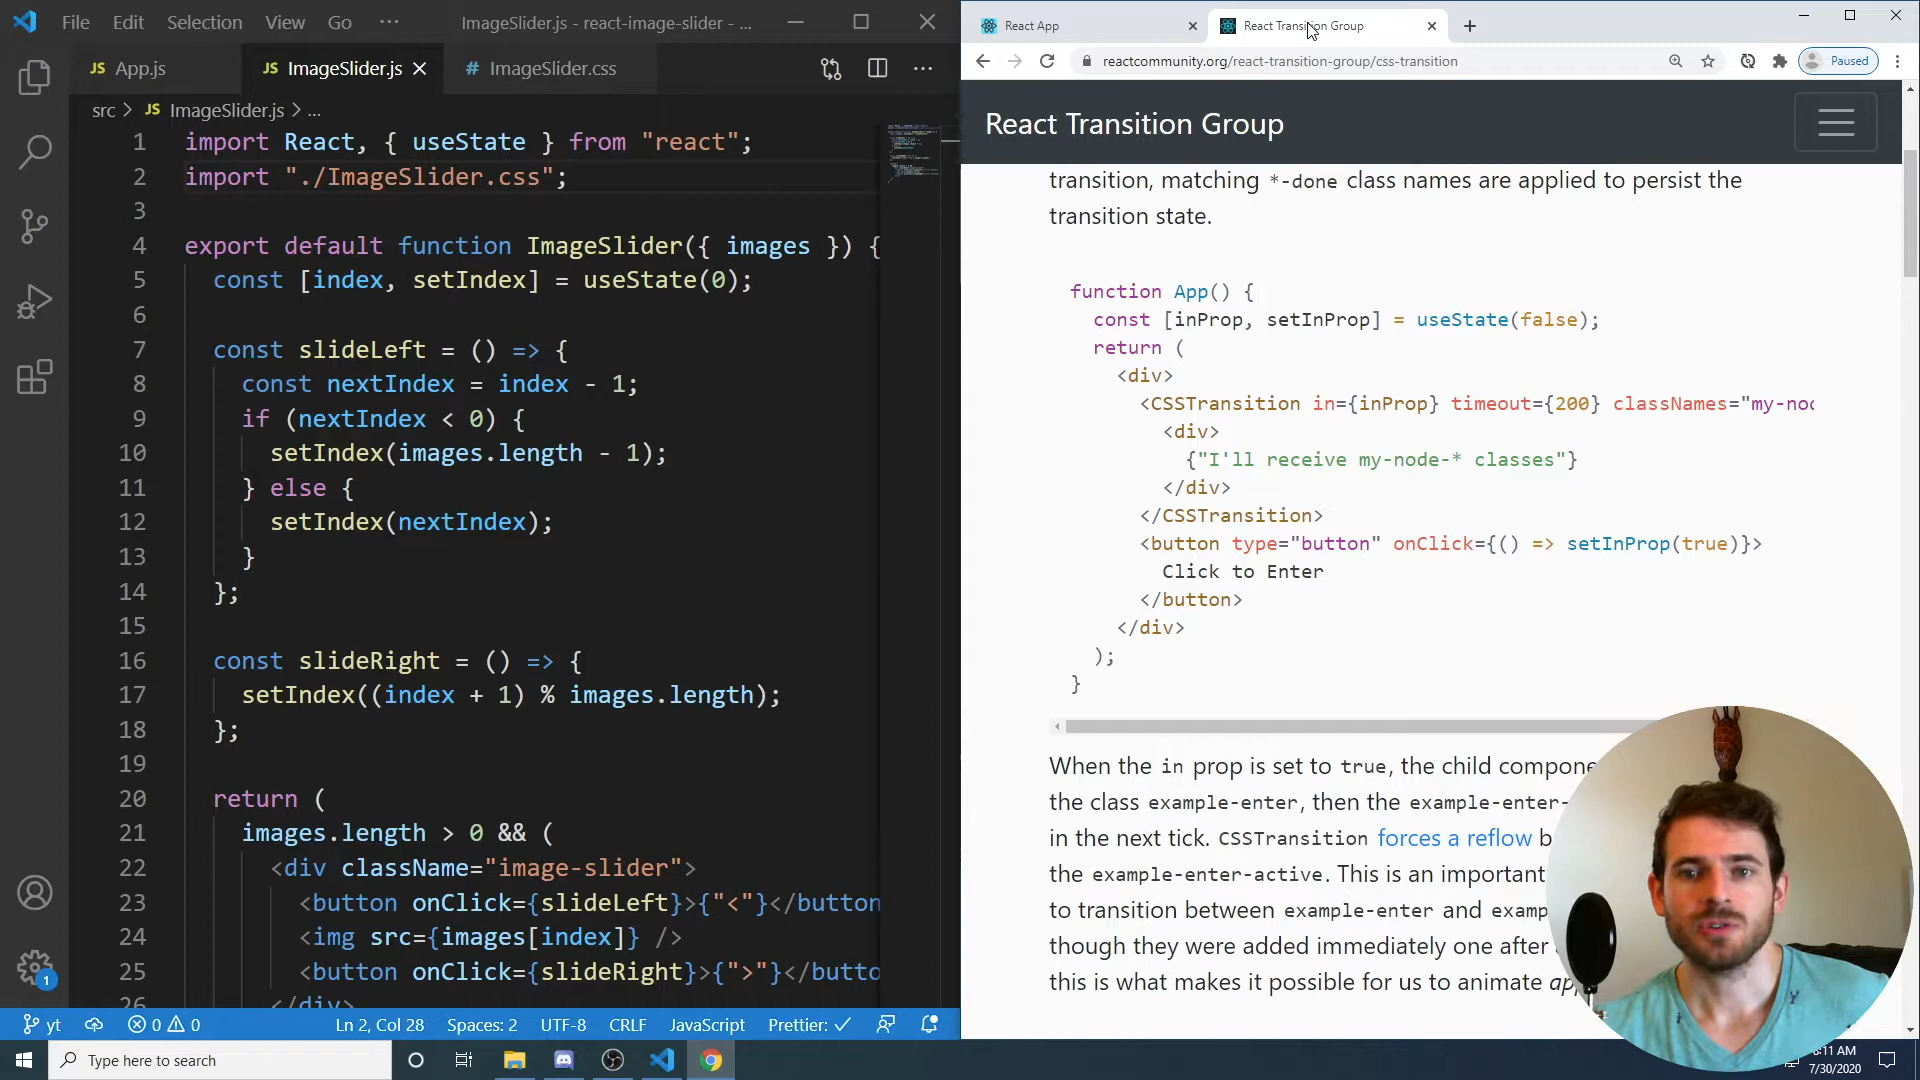 File Edit Selection View Go ··· ImageSlider.js - react-image-slider - ...
JS App.js JS ImageSlider.js # ImageSlider.css
src > JS ImageSlider.js > ...
1 import React, { useState } from "react";
2 import "./ImageSlider.css";
3
4 export default function ImageSlider({ images }) {
5 const [index, setIndex] = useState(0);
6
7 const slideLeft = () => {
8 const nextIndex = index - 1;
9 if (nextIndex < 0) {
10 setIndex(images.length - 1);
11 } else {
12 setIndex(nextIndex);
13 }
14 };
15
16 const slideRight = () => {
17 setIndex((index + 1) % images.length);
18 };
19
20 return (
21 images.length > 0 && (
22 <div className="image-slider">
23 <button onClick={slideLeft}>{"<"}</button
24 <img src={images[index]} />
25 <button onClick={slideRight}>{">"}</butto
26 </div>
1
yt 0 0 Ln 2, Col 28 Spaces: 2 UTF-8 CRLF JavaScript Prettier: ✓
React App React Transition Group
reactcommunity.org/react-transition-group/css-transition Paused
React Transition Group
transition, matching *-done class names are applied to persist the
transition state.
function App() {
const [inProp, setInProp] = useState(false);
return (
<div>
<CSSTransition in={inProp} timeout={200} classNames="my-noc
<div>
{"I'll receive my-node-* classes"}
</div>
</CSSTransition>
<button type="button" onClick={() => setInProp(true)}>
Click to Enter
</button>
</div>
);
}
When the in prop is set to true, the child compone
the class example-enter, then the example-enter-
in the next tick. CSSTransition forces a reflow b
the example-enter-active. This is an important
to transition between example-enter and examp
though they were added immediately one after
this is what makes it possible for us to animate ap
Type here to search
8:11 AM
7/30/2020